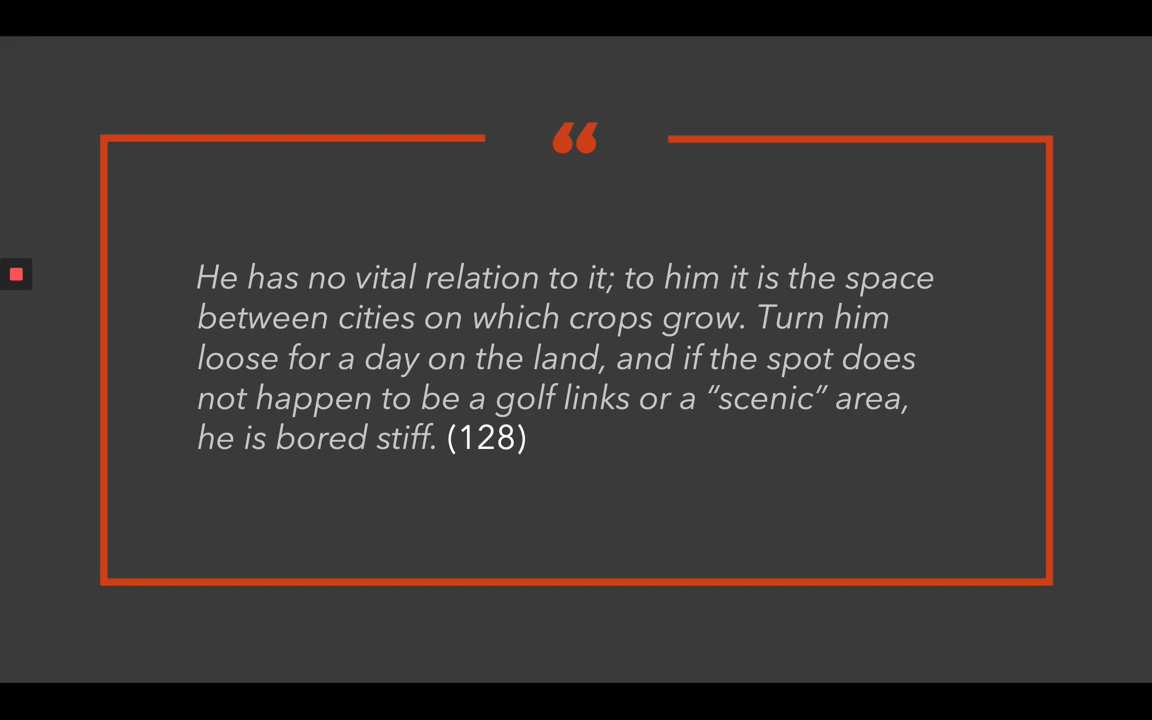 “
He has no vital relation to it; to him it is the space
between cities on which crops grow. Turn him
loose for a day on the land, and if the spot does
not happen to be a golf links or a “scenic” area,
he is bored stiff. (128)